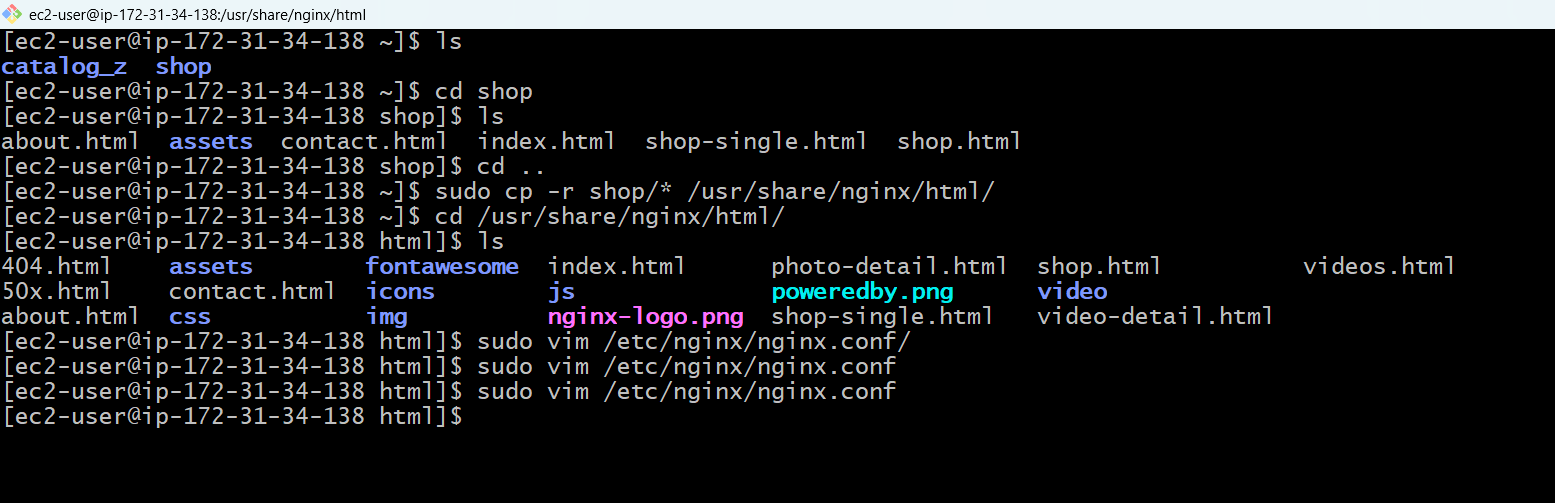 ec2-user@ip-172-31-34-138:/usr/share/nginx/html
[ec2-user@ip-172-31-34-138 ~]$ ls
catalog_z  shop
[ec2-user@ip-172-31-34-138 ~]$ cd shop
[ec2-user@ip-172-31-34-138 shop]$ ls
about.html  assets  contact.html  index.html  shop-single.html  shop.html
[ec2-user@ip-172-31-34-138 shop]$ cd ..
[ec2-user@ip-172-31-34-138 ~]$ sudo cp -r shop/* /usr/share/nginx/html/
[ec2-user@ip-172-31-34-138 ~]$ cd /usr/share/nginx/html/
[ec2-user@ip-172-31-34-138 html]$ ls
404.html    assets        fontawesome  index.html      photo-detail.html  shop.html          videos.html
50x.html    contact.html  icons        js              poweredby.png      video
about.html  css           img          nginx-logo.png  shop-single.html   video-detail.html
[ec2-user@ip-172-31-34-138 html]$ sudo vim /etc/nginx/nginx.conf/
[ec2-user@ip-172-31-34-138 html]$ sudo vim /etc/nginx/nginx.conf
[ec2-user@ip-172-31-34-138 html]$ sudo vim /etc/nginx/nginx.conf
[ec2-user@ip-172-31-34-138 html]$